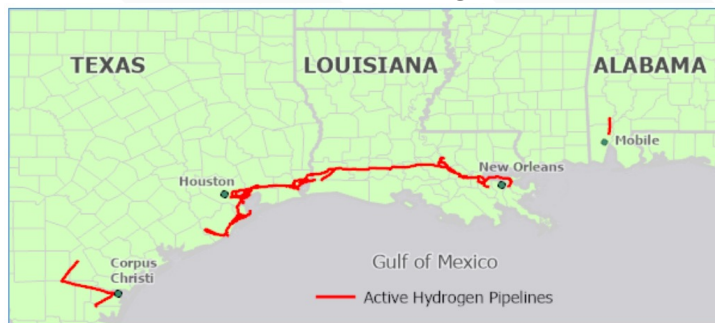 TEXAS
LOUISIANA
ALABAMA
Mobile
New Orleans
Houston
Corpus
Christi
Gulf of Mexico
Active Hydrogen Pipelines